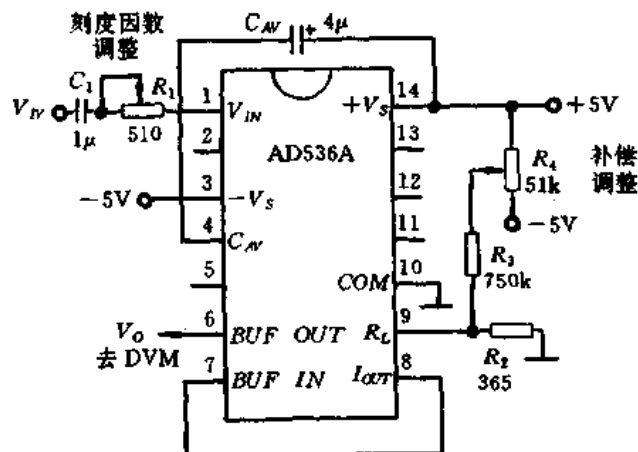 刻度因数
调整
C_AV
+ 4μ
C₁
R₁
V_IV
1μ
510
1
V_IN
2
3
-V_S
-5V
4
C_AV
5
6
BUF OUT
V_O
去 DVM
7
BUF IN
AD536A
14
+V_S
+5V
13
12
11
10
COM
9
R_L
8
I_OUT
R₄
51k
补偿
调整
-5V
R₃
750k
R₂
365